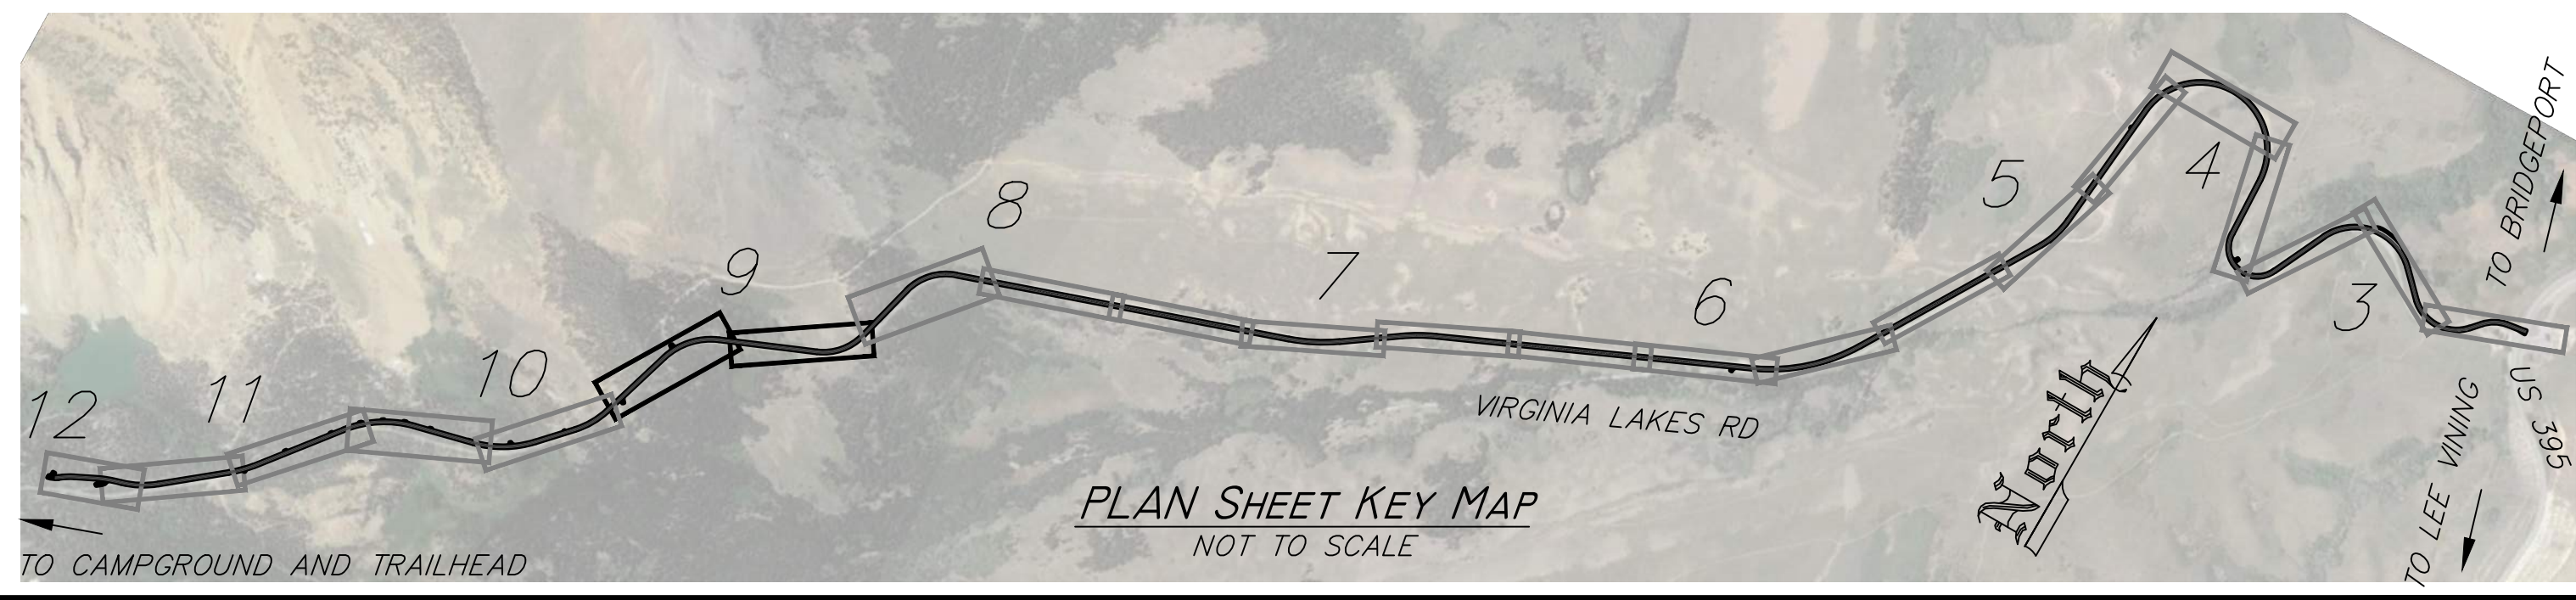 TO BRIDGEPORT
8
5
4
9
7
6
3
10
11
12
US 395
VIRGINIA LAKES RD
North
TO LEE VINING
PLAN SHEET KEY MAP
NOT TO SCALE
TO CAMPGROUND AND TRAILHEAD